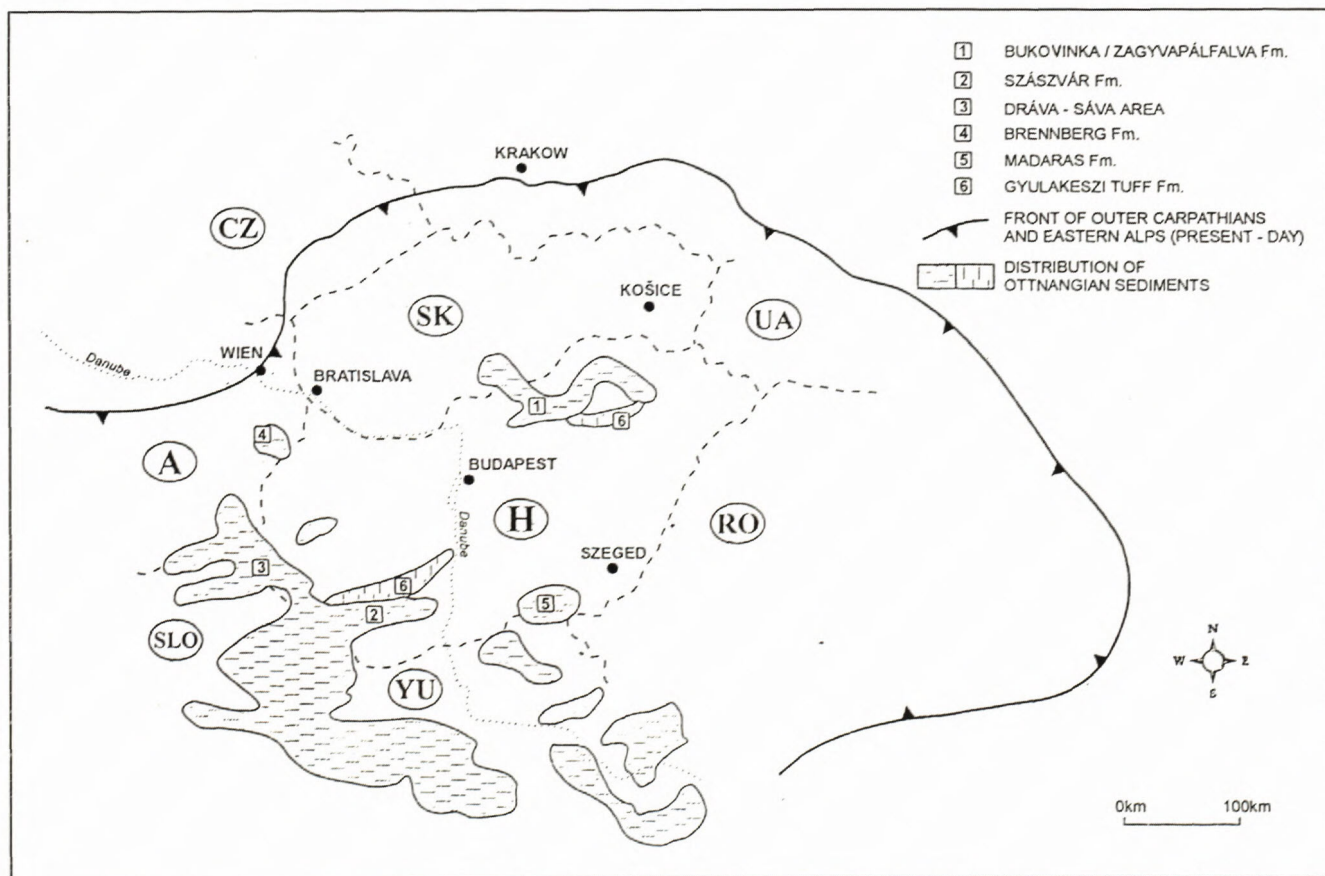 1 BUKOVINKA / ZAGYVAPÁLFALVA Fm.
2 SZÁSZVÁR Fm.
3 DRÁVA - SÁVA AREA
4 BRENNBERG Fm.
5 MADARAS Fm.
6 GYULAKESZI TUFF Fm.
FRONT OF OUTER CARPATHIANS
AND EASTERN ALPS (PRESENT - DAY)
DISTRIBUTION OF
OTTNANGIAN SEDIMENTS
KRAKOW
CZ
KOŠICE
SK
UA
WIEN
Danube
BRATISLAVA
1
6
4
A
BUDAPEST
H
RO
Danube
SZEGED
3
6
5
2
SLO
YU
N
W E
S
0km 100km